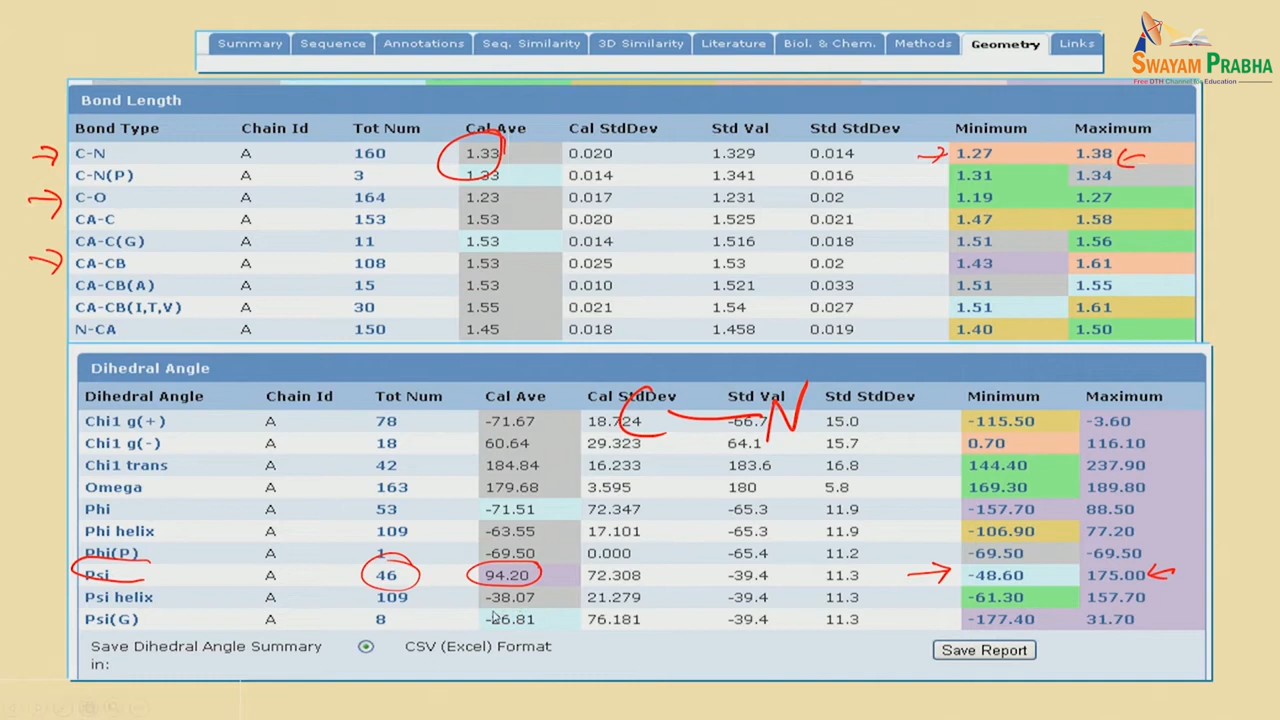 Summary Sequence Annotations Seq. Similarity 3D Similarity Literature Biol. & Chem. Methods Geometry Links
SWAYAM PRABHA
Free DTH Channel for Education
Bond Length
Bond Type Chain Id Tot Num Cal Ave Cal StdDev Std Val Std StdDev Minimum Maximum
C-N A 160 1.33 0.020 1.329 0.014 1.27 1.38
C-N(P) A 3 1.33 0.014 1.341 0.016 1.31 1.34
C-O A 164 1.23 0.017 1.231 0.02 1.19 1.27
CA-C A 153 1.53 0.020 1.525 0.021 1.47 1.58
CA-C(G) A 11 1.53 0.014 1.516 0.018 1.51 1.56
CA-CB A 108 1.53 0.025 1.53 0.02 1.43 1.61
CA-CB(A) A 15 1.53 0.010 1.521 0.033 1.51 1.55
CA-CB(I,T,V) A 30 1.55 0.021 1.54 0.027 1.51 1.61
N-CA A 150 1.45 0.018 1.458 0.019 1.40 1.50
Dihedral Angle
Dihedral Angle Chain Id Tot Num Cal Ave Cal StdDev Std Val Std StdDev Minimum Maximum
C N
Chi1 g(+) A 78 -71.67 18.724 -66.7 15.0 -115.50 -3.60
Chi1 g(-) A 18 60.64 29.323 64.1 15.7 0.70 116.10
Chi1 trans A 42 184.84 16.233 183.6 16.8 144.40 237.90
Omega A 163 179.68 3.595 180 5.8 169.30 189.80
Phi A 53 -71.51 72.347 -65.3 11.9 -157.70 88.50
Phi helix A 109 -63.55 17.101 -65.3 11.9 -106.90 77.20
Phi(P) A 1 -69.50 0.000 -65.4 11.2 -69.50 -69.50
Psi A 46 94.20 72.308 -39.4 11.3 -48.60 175.00
Psi helix A 109 -38.07 21.279 -39.4 11.3 -61.30 157.70
Psi(G) A 8 -26.81 76.181 -39.4 11.3 -177.40 31.70
Save Dihedral Angle Summary CSV (Excel) Format Save Report
in: